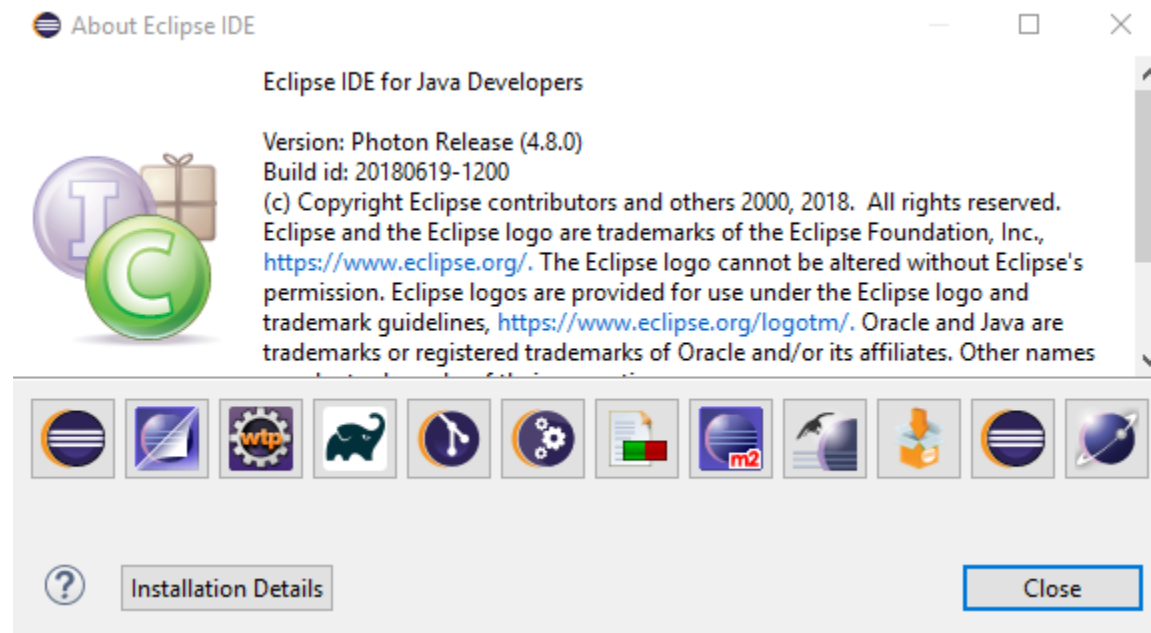 About Eclipse IDE
Eclipse IDE for Java Developers
Version: Photon Release (4.8.0)
Build id: 20180619-1200
(c) Copyright Eclipse contributors and others 2000, 2018.  All rights reserved.
Eclipse and the Eclipse logo are trademarks of the Eclipse Foundation, Inc.,
https://www.eclipse.org/. The Eclipse logo cannot be altered without Eclipse's
permission. Eclipse logos are provided for use under the Eclipse logo and
trademark guidelines, https://www.eclipse.org/logotm/. Oracle and Java are
trademarks or registered trademarks of Oracle and/or its affiliates. Other names
I
C
wtp
m2
?
Installation Details
Close